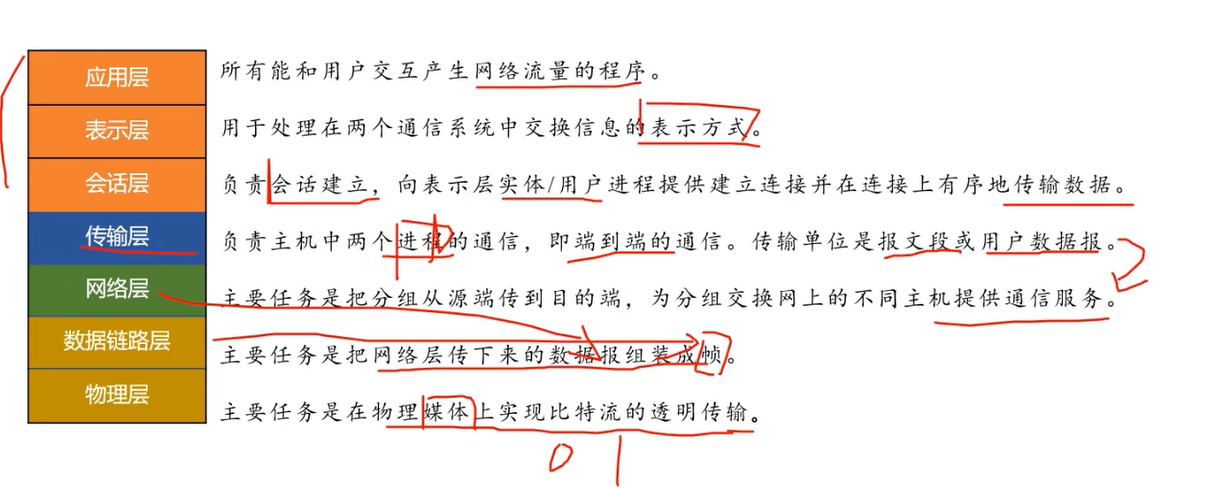 应用层 所有能和用户交互产生网络流量的程序。
表示层 用于处理在两个通信系统中交换信息的表示方式。
会话层 负责会话建立，向表示层实体/用户进程提供建立连接并在连接上有序地传输数据。
传输层 负责主机中两个进程的通信，即端到端的通信。传输单位是报文段或用户数据报。
网络层 主要任务是把分组从源端传到目的端，为分组交换网上的不同主机提供通信服务。
数据链路层 主要任务是把网络层传下来的数据报组装成帧。
物理层 主要任务是在物理媒体上实现比特流的透明传输。
0 1